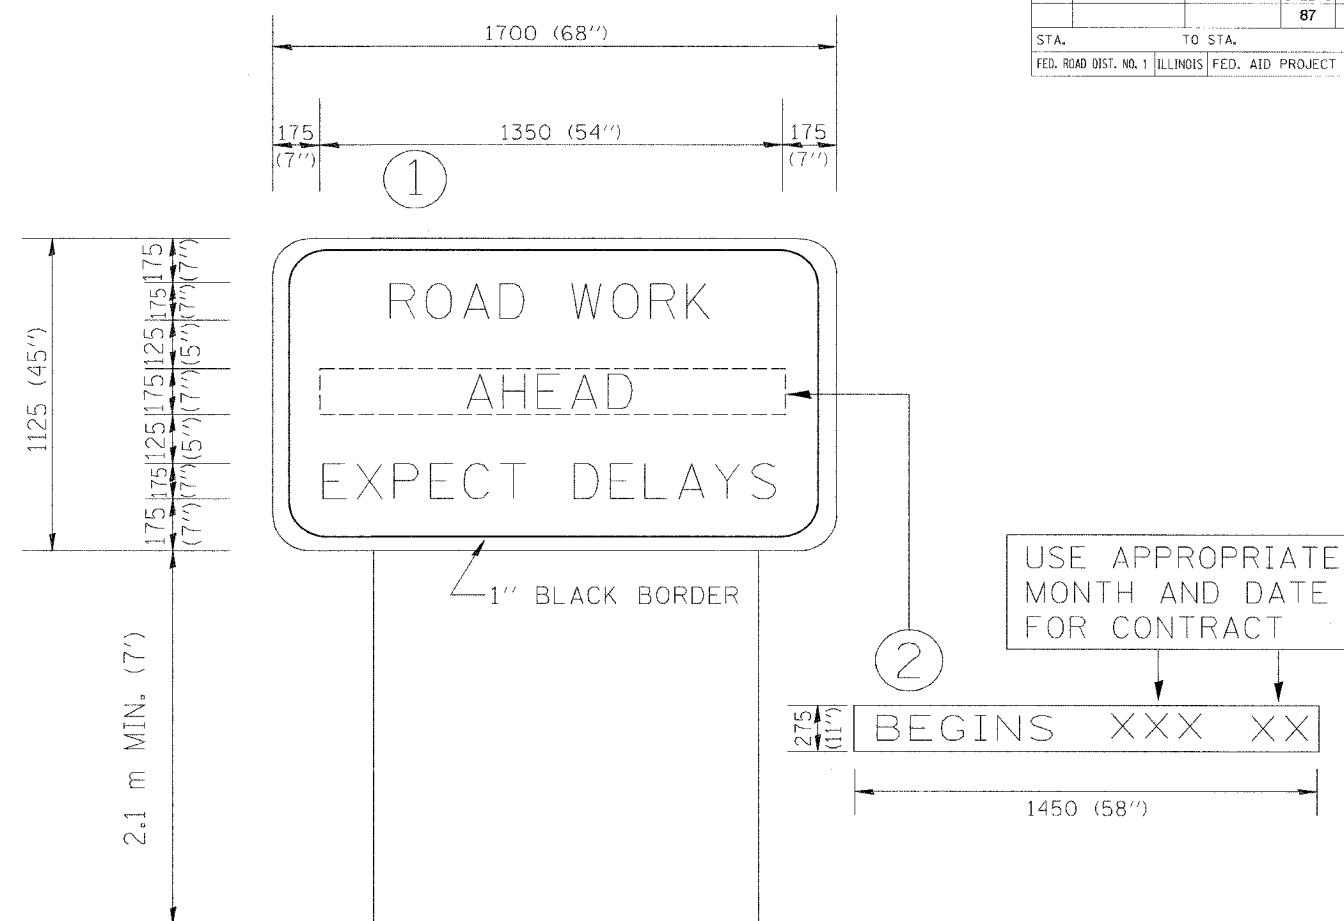 87
STA. TO STA.
FED. ROAD DIST. NO. 1 ILLINOIS FED. AID PROJECT
1700 (68'')
175 1350 (54'') 175
(7'') (7'')
1
1125 (45'')
175 (7'')
175 (7'')
125 (5'')
175 (7'')
125 (5'')
175 (7'')
175 (7'')
ROAD WORK
AHEAD
EXPECT DELAYS
1'' BLACK BORDER
2.1 m MIN. (7')
USE APPROPRIATE
MONTH AND DATE
FOR CONTRACT
2
275 (11'')
BEGINS XXX XX
1450 (58'')